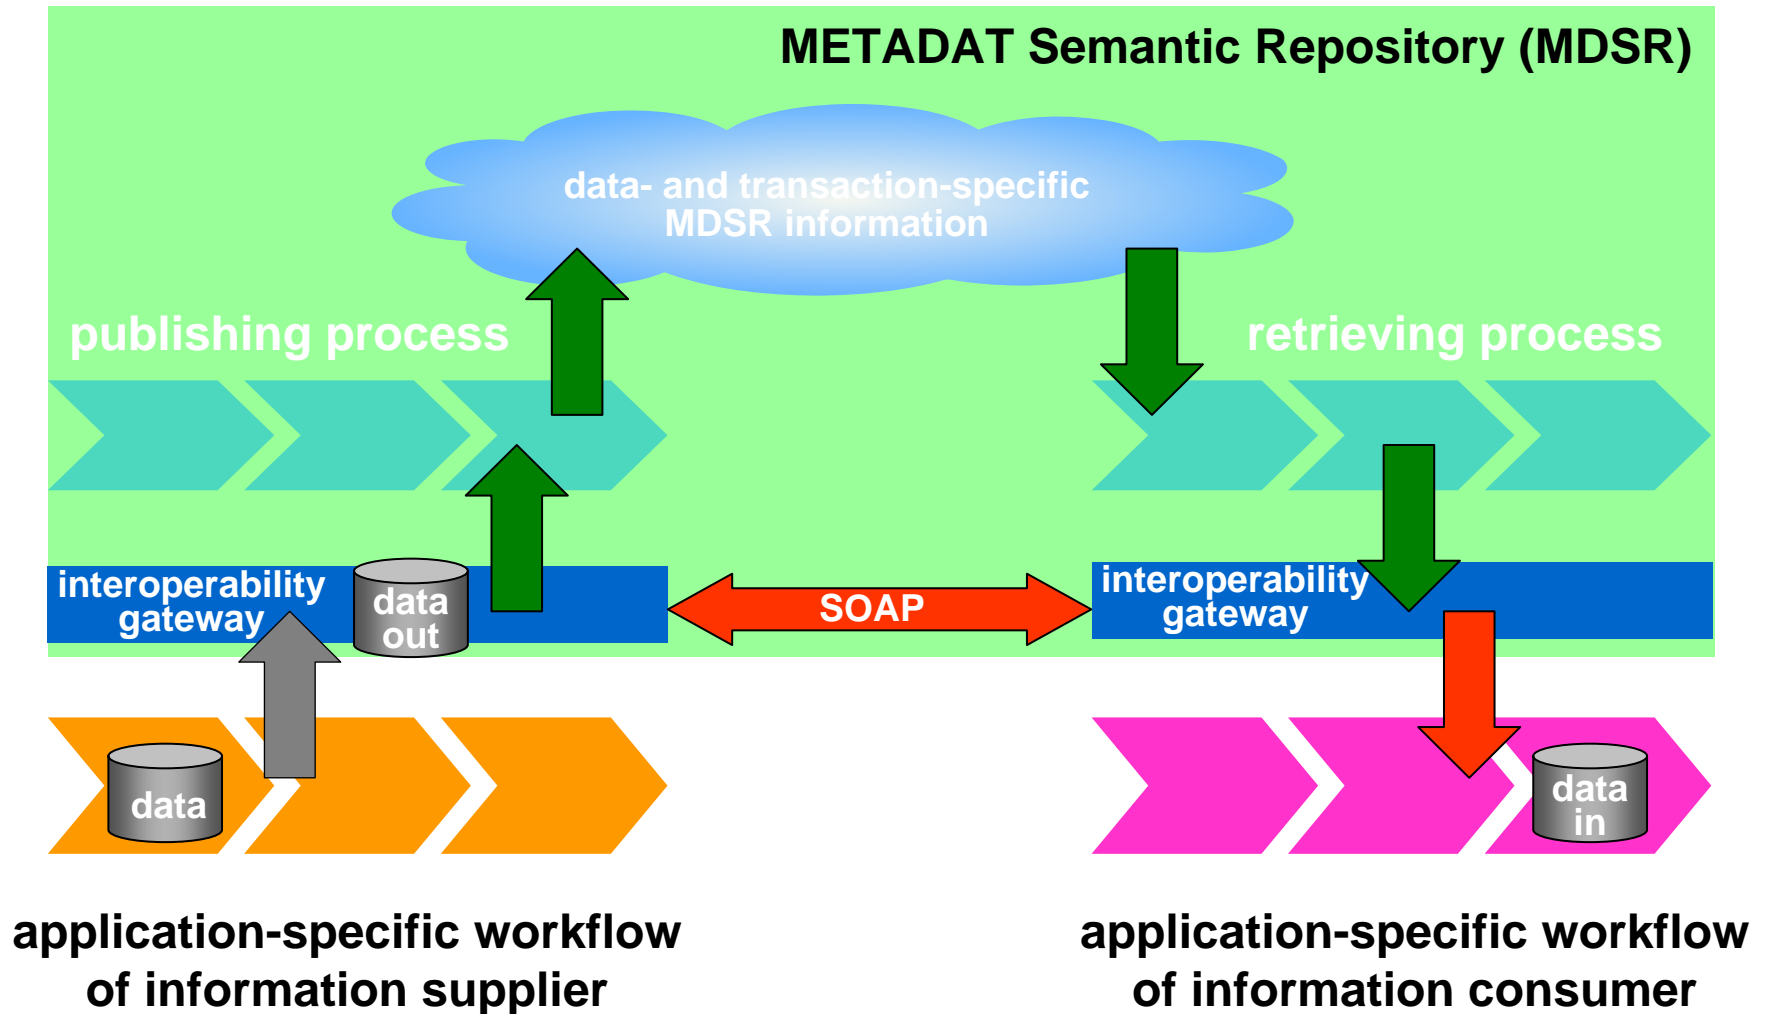 METADAT Semantic Repository (MDSR)
data- and transaction-specific
MDSR information
publishing process
retrieving process
interoperability
gateway
data
out
SOAP
interoperability
gateway
data
data
in
application-specific workflow
of information supplier
application-specific workflow
of information consumer